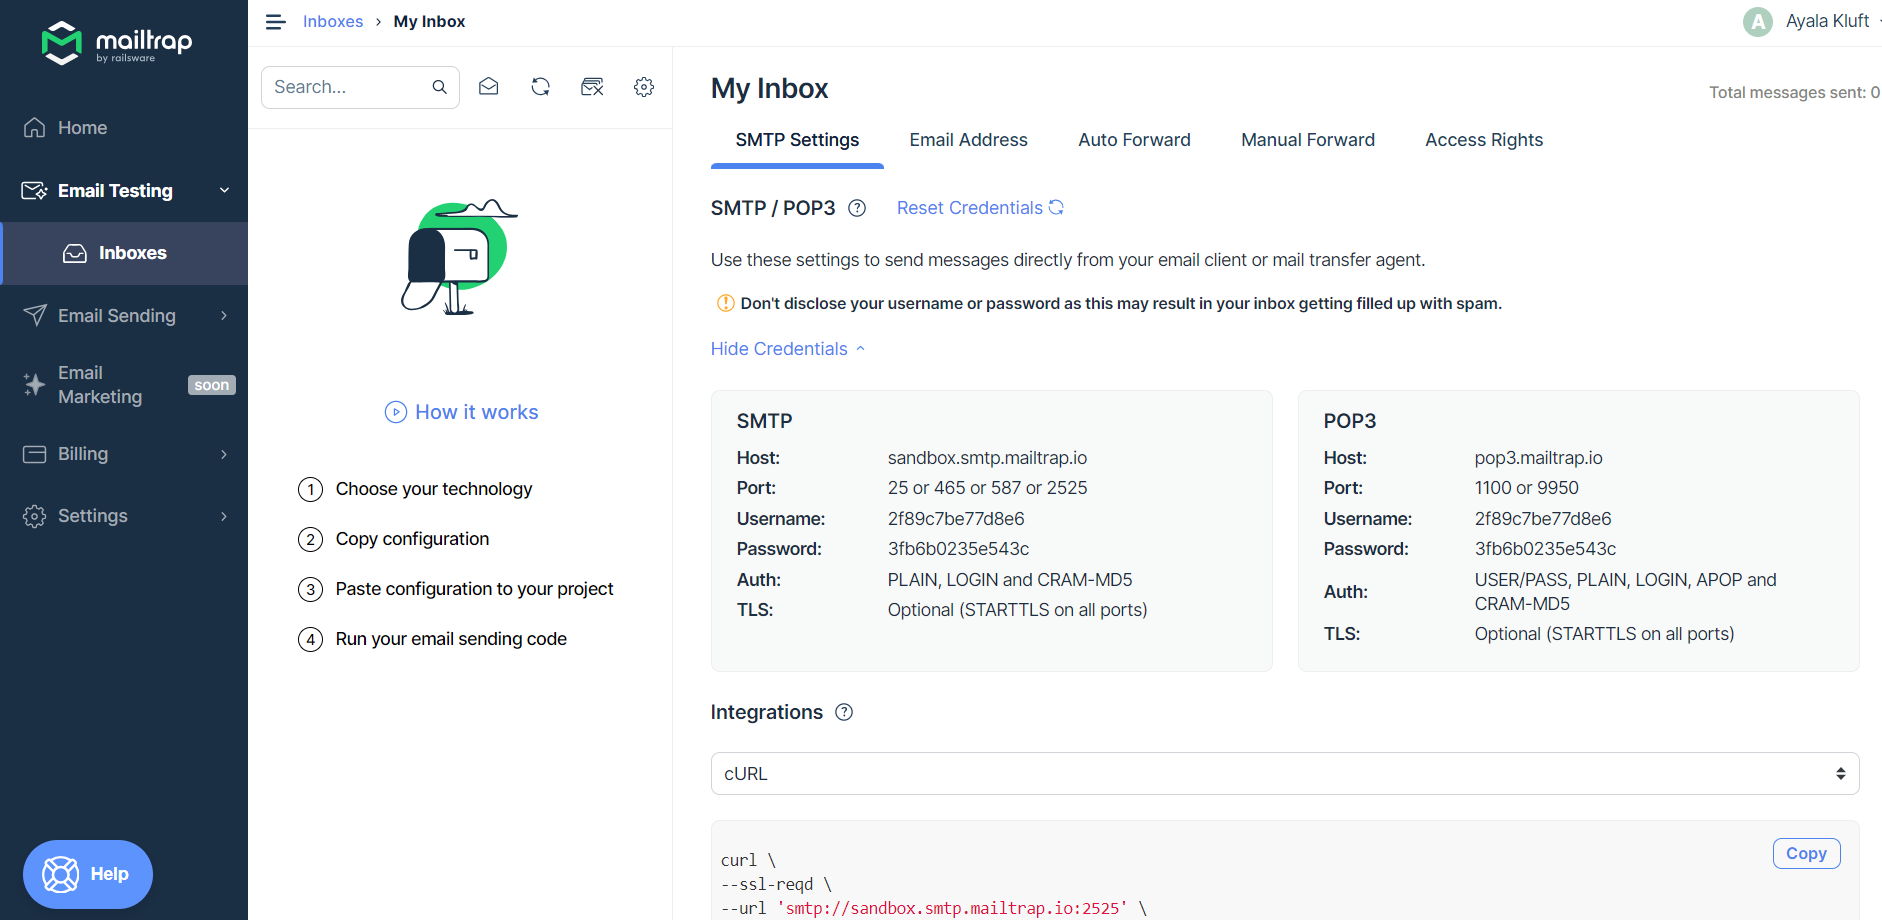 mailtrap
by railsware
Home
Email Testing
Inboxes
Email Sending
Email
Marketing
soon
Billing
Settings
Help
Inboxes › My Inbox
A Ayala Kluft
Search...
How it works
1 Choose your technology
2 Copy configuration
3 Paste configuration to your project
4 Run your email sending code
My Inbox
Total messages sent: 0
SMTP Settings Email Address Auto Forward Manual Forward Access Rights
SMTP / POP3 ? Reset Credentials
Use these settings to send messages directly from your email client or mail transfer agent.
Don't disclose your username or password as this may result in your inbox getting filled up with spam.
Hide Credentials
SMTP
Host: sandbox.smtp.mailtrap.io
Port: 25 or 465 or 587 or 2525
Username: 2f89c7be77d8e6
Password: 3fb6b0235e543c
Auth: PLAIN, LOGIN and CRAM-MD5
TLS: Optional (STARTTLS on all ports)
POP3
Host: pop3.mailtrap.io
Port: 1100 or 9950
Username: 2f89c7be77d8e6
Password: 3fb6b0235e543c
Auth: USER/PASS, PLAIN, LOGIN, APOP and
CRAM-MD5
TLS: Optional (STARTTLS on all ports)
Integrations ?
cURL
Copy
curl \
--ssl-reqd \
--url 'smtp://sandbox.smtp.mailtrap.io:2525' \